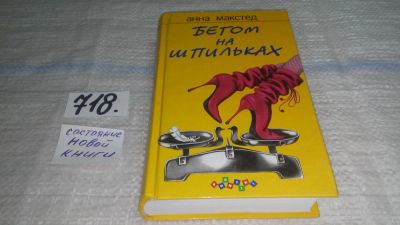 718.
состояние
новой
книги
анна макстед
БЕГОМ
на
шпильках